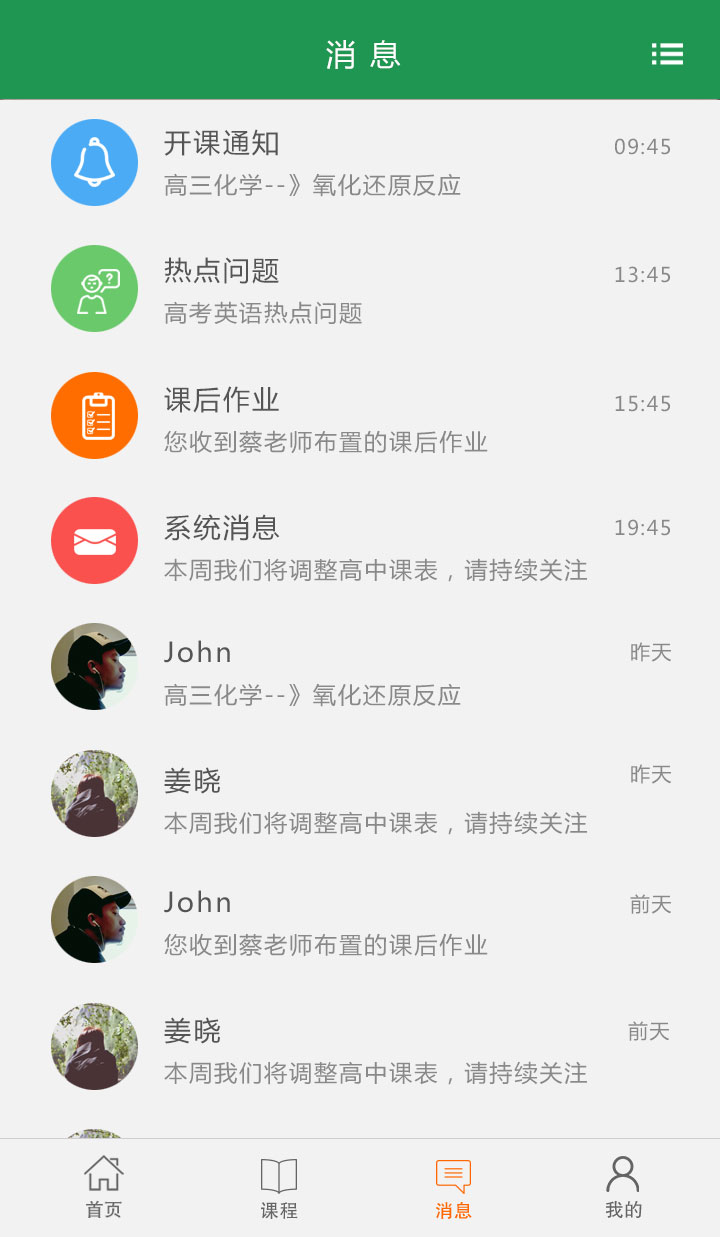 消息
开课通知
09:45
高三化学--》氧化还原反应
热点问题
13:45
?
高考英语热点问题
课后作业
15:45
您收到蔡老师布置的课后作业
系统消息
19:45
本周我们将调整高中课表，请持续关注
John
昨天
高三化学--》氧化还原反应
姜晓
昨天
本周我们将调整高中课表，请持续关注
John
前天
您收到蔡老师布置的课后作业
姜晓
前天
本周我们将调整高中课表，请持续关注
首页
课程
消息
我的